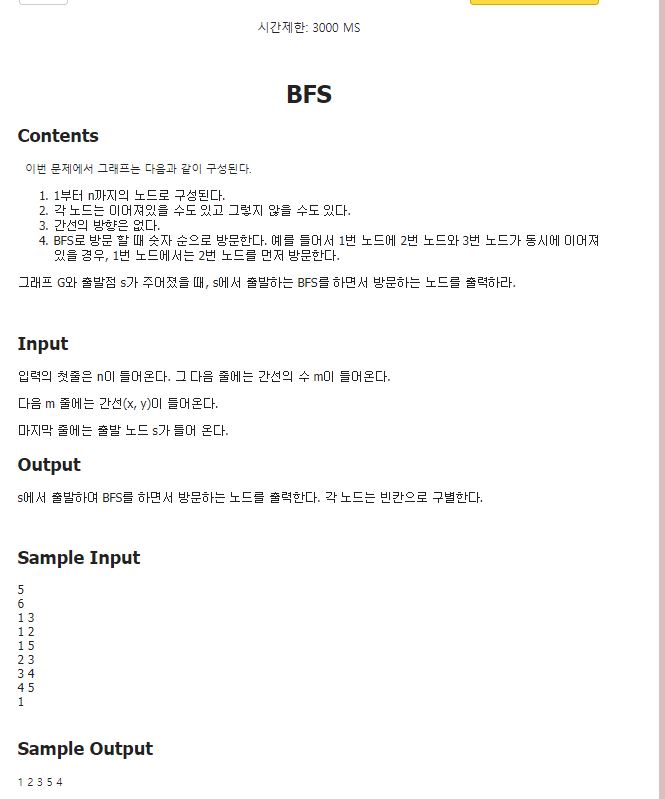 시간제한: 3000 MS
BFS
Contents
이번 문제에서 그래프는 다음과 같이 구성된다.
1. 1부터 n까지의 노드로 구성된다.
2. 각 노드는 이어져있을 수도 있고 그렇지 않을 수도 있다.
3. 간선의 방향은 없다.
4. BFS로 방문 할 때 숫자 순으로 방문한다. 예를 들어서 1번 노드에 2번 노드와 3번 노드가 동시에 이어져
있을 경우, 1번 노드에서는 2번 노드를 먼저 방문한다.
그래프 G와 출발점 s가 주어졌을 때, s에서 출발하는 BFS를 하면서 방문하는 노드를 출력하라.
Input
입력의 첫줄은 n이 들어온다. 그 다음 줄에는 간선의 수 m이 들어온다.
다음 m 줄에는 간선(x, y)이 들어온다.
마지막 줄에는 출발 노드 s가 들어 온다.
Output
s에서 출발하여 BFS를 하면서 방문하는 노드를 출력한다. 각 노드는 빈칸으로 구별한다.
Sample Input
5
6
1 3
1 2
1 5
2 3
3 4
4 5
1
Sample Output
1 2 3 5 4